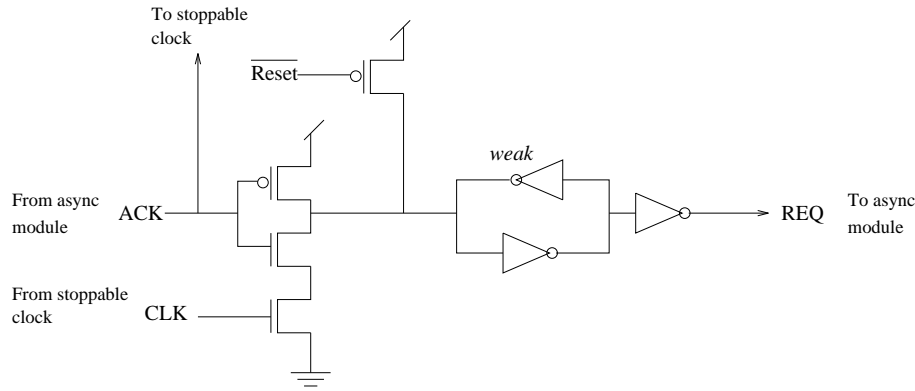 To stoppable
clock
Reset
weak
From async
module
ACK
REQ
To async
module
From stoppable
clock
CLK